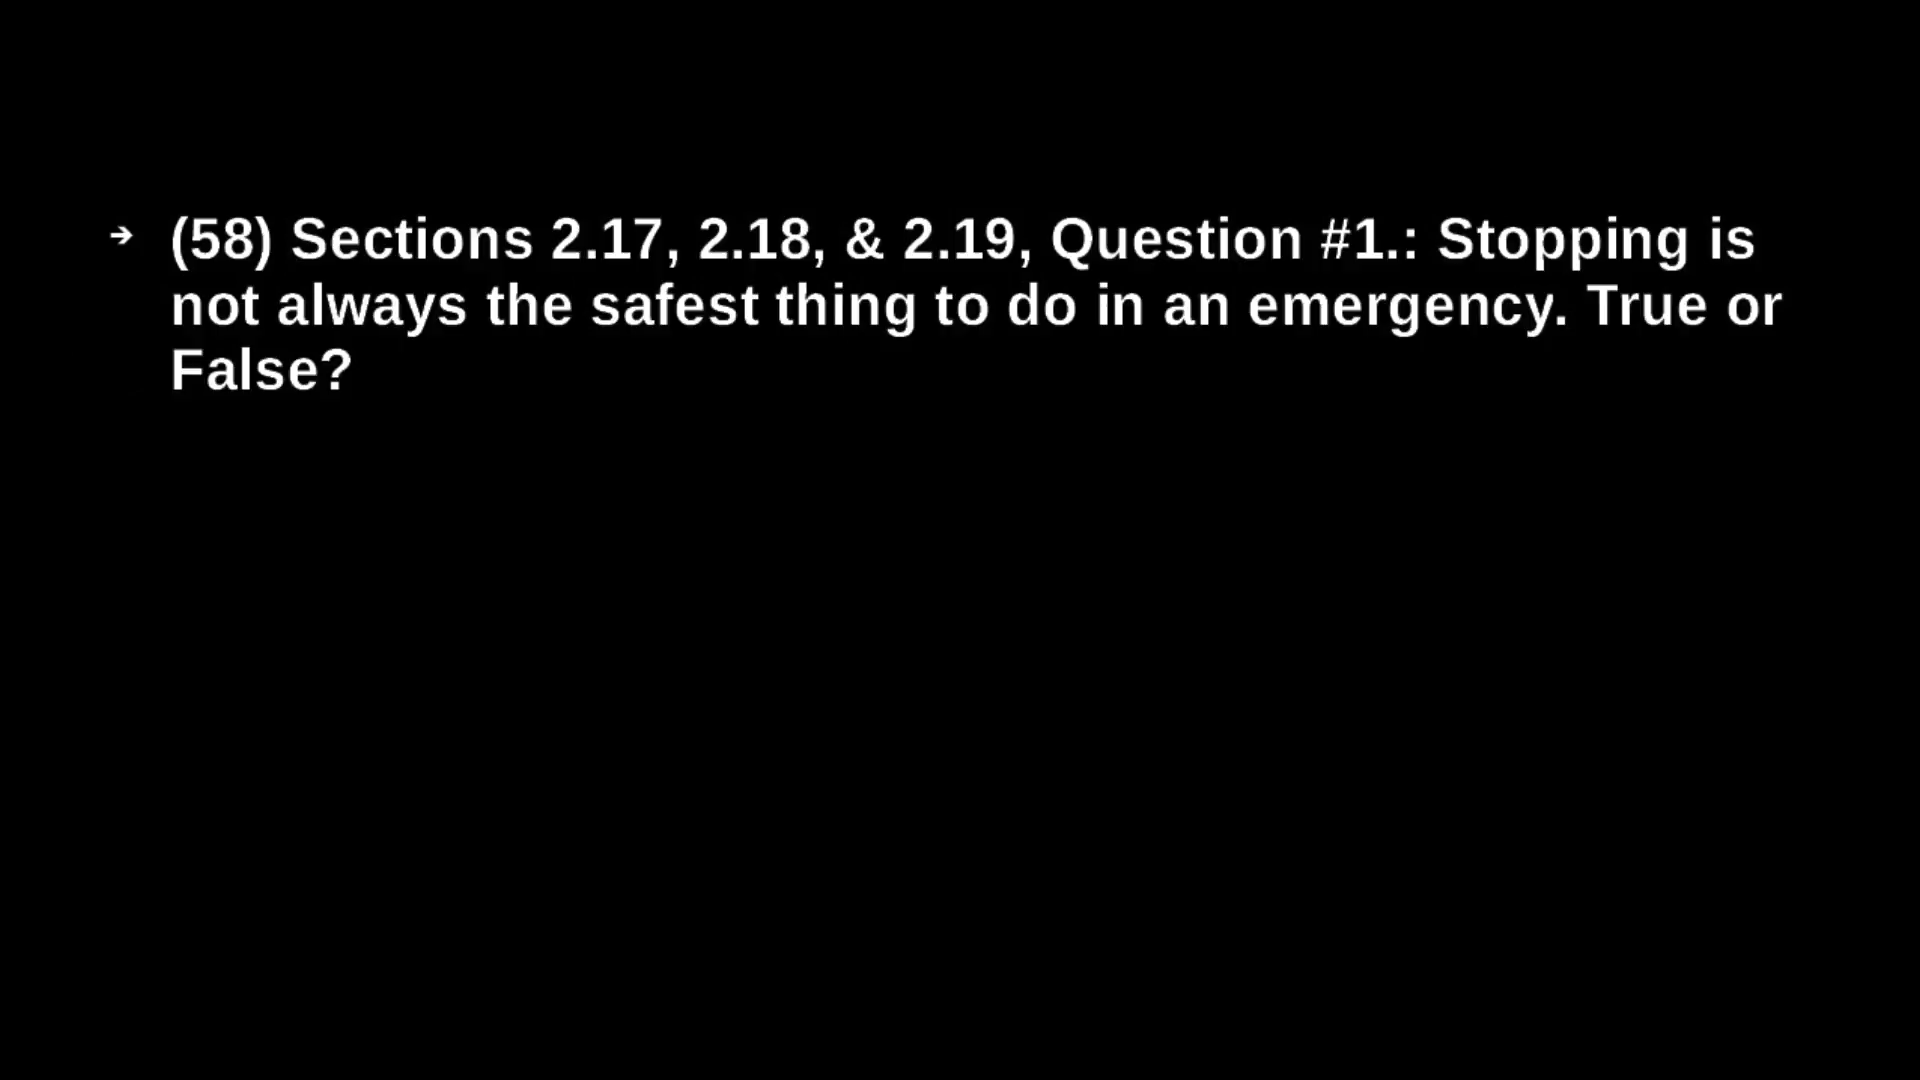 ➔ (58) Sections 2.17, 2.18, & 2.19, Question #1.: Stopping is
not always the safest thing to do in an emergency. True or
False?